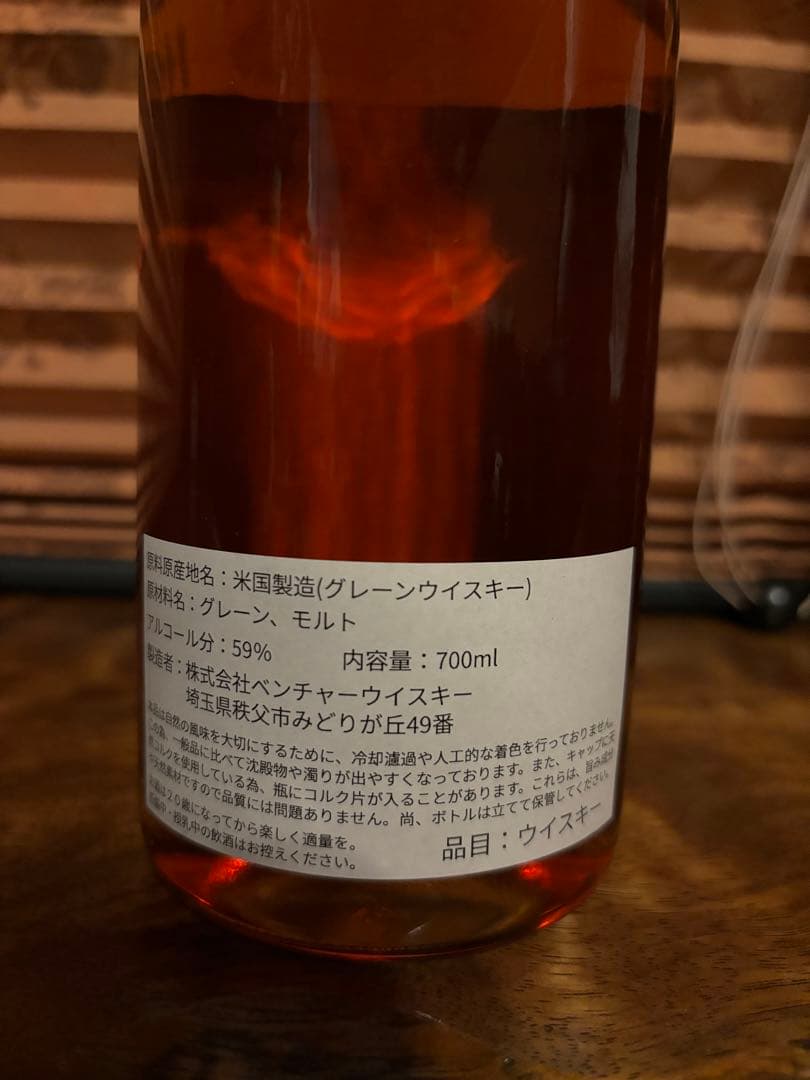 原料原産地名：米国製造(グレーンウイスキー)
原材料名：グレーン、モルト
アルコール分：59%　内容量：700ml
製造者：株式会社ベンチャーウイスキー
埼玉県秩父市みどりが丘49番
本品は自然の風味を大切にするために、冷却濾過や人工的な着色を行っておりません。
この為、一般品に比べて沈殿物や濁りが出やすくなっております。また、キャップに天
然コルクを使用している為、瓶にコルク片が入ることがあります。これらは、旨み成分
や天然素材ですので品質には問題ありません。尚、ボトルは立てて保管してください。
お酒は20歳になってから楽しく適量を。
妊娠中・授乳中の飲酒はお控えください。
品目：ウイスキー